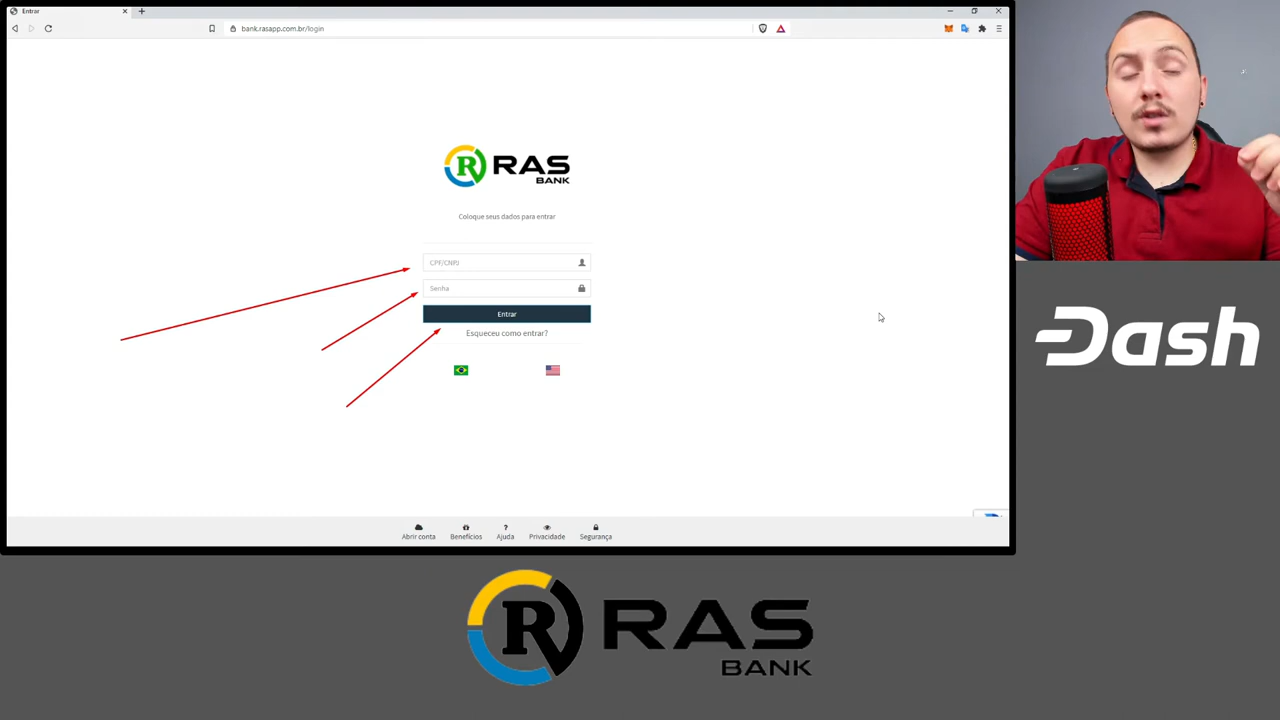 Entrar
bank.rasapp.com.br/login
R RAS
BANK
Coloque seus dados para entrar
CPF/CNPJ
Senha
Entrar
Esqueceu como entrar?
Abrir conta
Benefícios
Ajuda
Privacidade
Segurança
Dash
R RAS
BANK